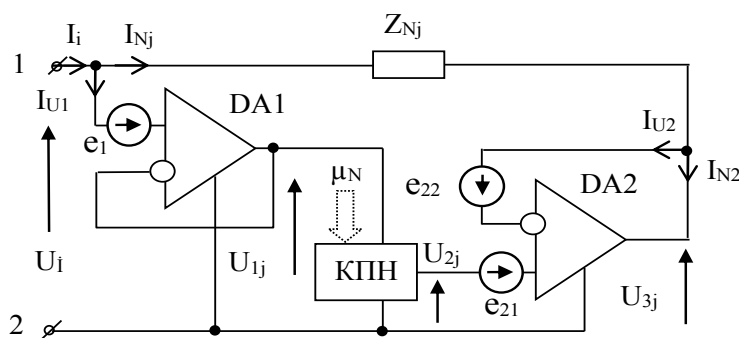 I_i
I_Nj
Z_Nj
1
I_U1
DA1
e_1
I_U2
μ_N
e_22
DA2
I_N2
U_İ
U_1j
КПН
U_2j
e_21
U_3j
2